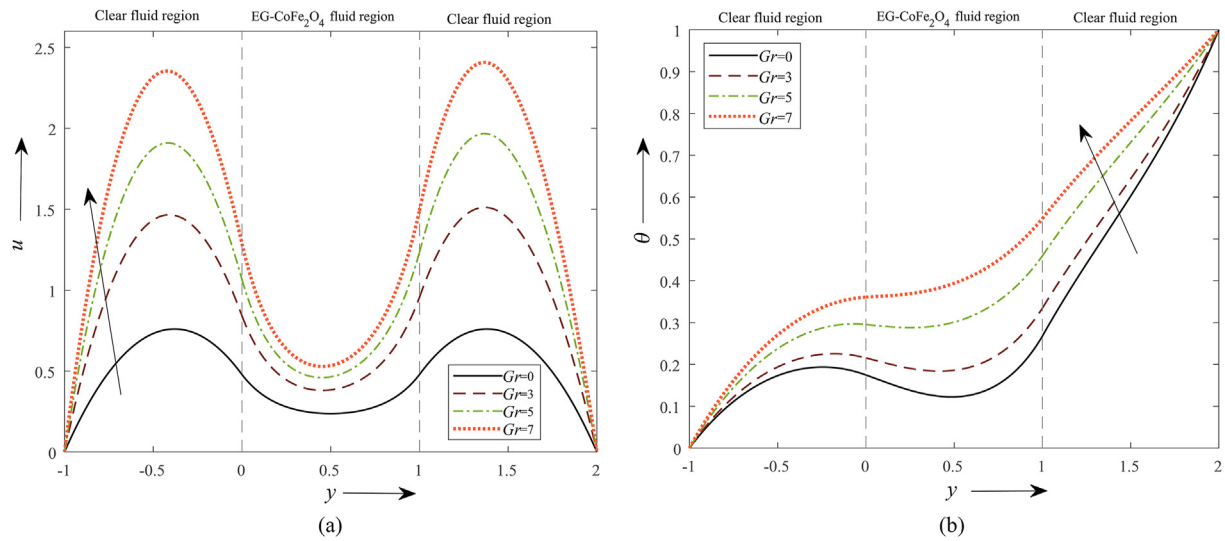 Clear fluid region EG-CoFe2O4 fluid region Clear fluid region
2.5
2
1.5
1
0.5
0
u
-1 -0.5 0 0.5 1 1.5 2
y
Gr=0
Gr=3
Gr=5
Gr=7
(a)
Clear fluid region EG-CoFe2O4 fluid region Clear fluid region
Gr=0
Gr=3
Gr=5
Gr=7
1
0.9
0.8
0.7
0.6
0.5
0.4
0.3
0.2
0.1
0
θ
-1 -0.5 0 0.5 1 1.5 2
y
(b)